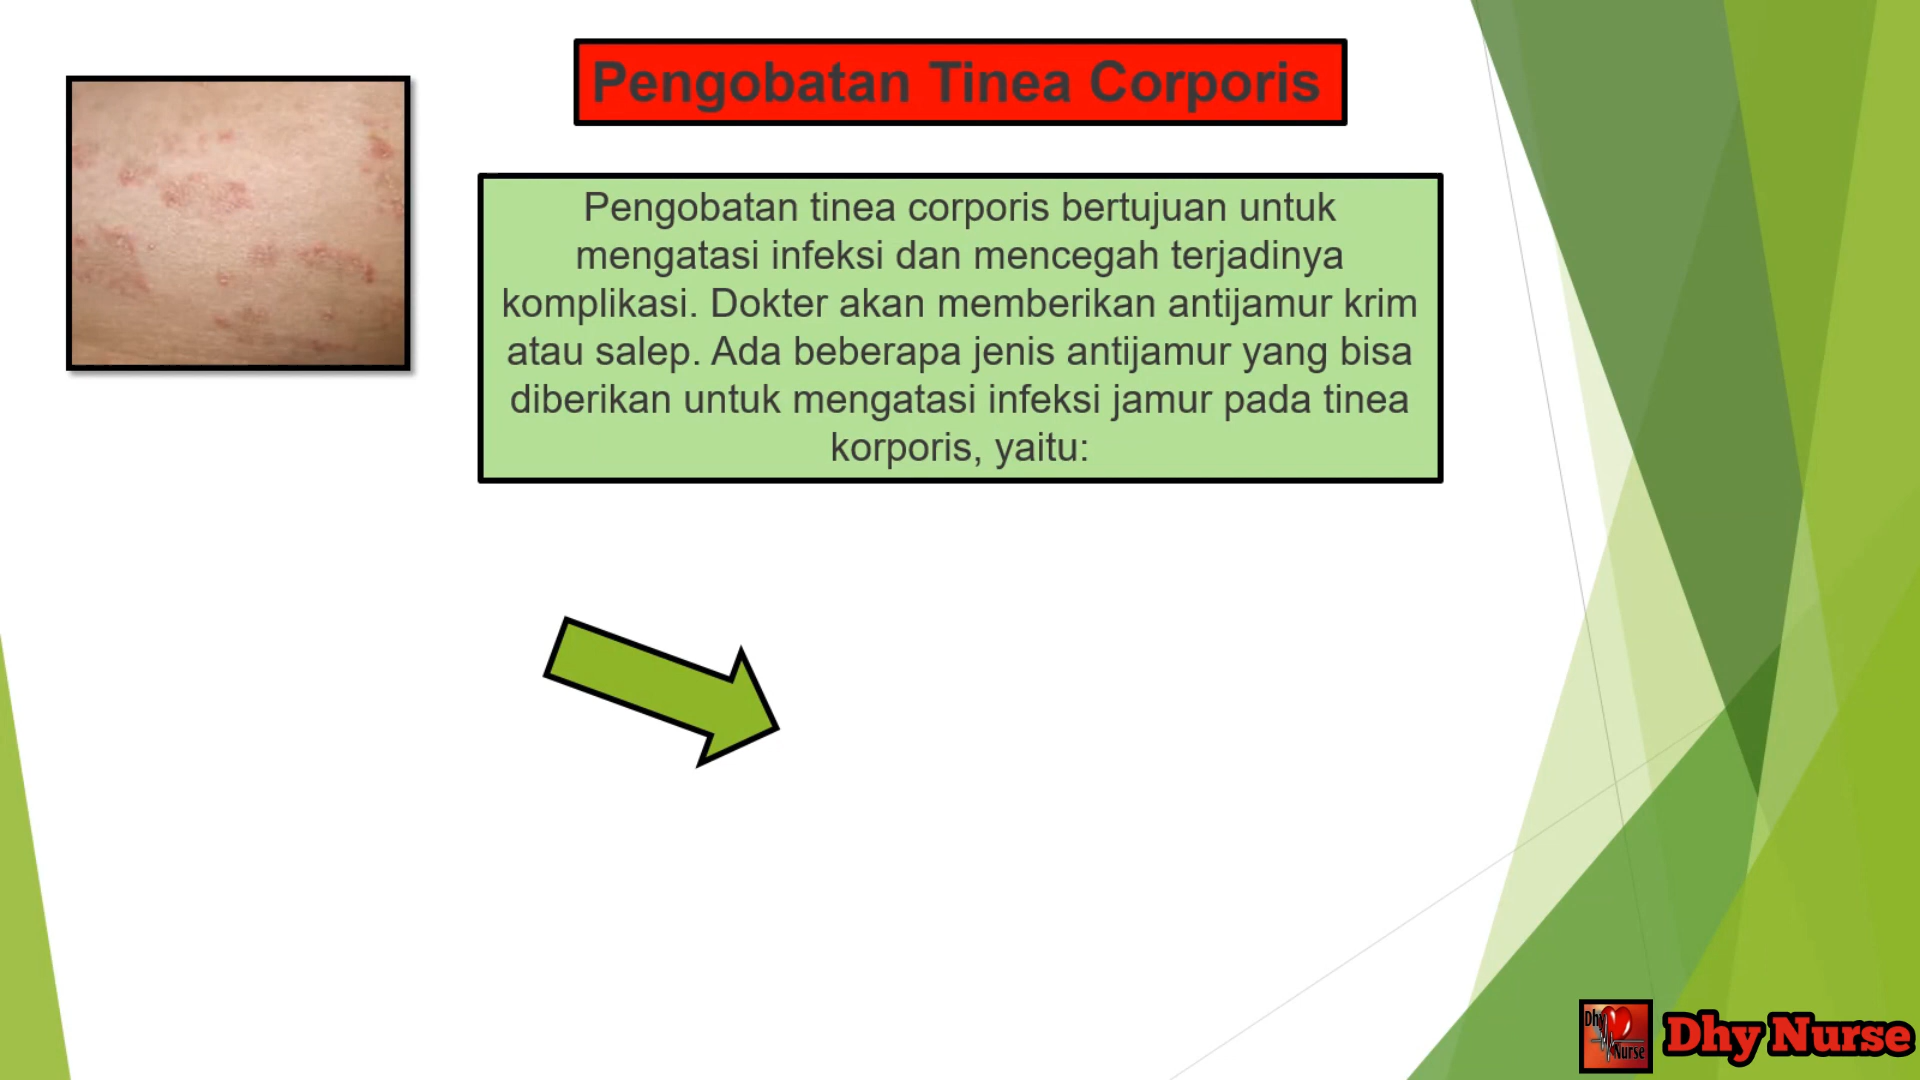 Pengobatan Tinea Corporis
Pengobatan tinea corporis bertujuan untuk
mengatasi infeksi dan mencegah terjadinya
komplikasi. Dokter akan memberikan antijamur krim
atau salep. Ada beberapa jenis antijamur yang bisa
diberikan untuk mengatasi infeksi jamur pada tinea
korporis, yaitu:
Dhy
Nurse
Dhy Nurse